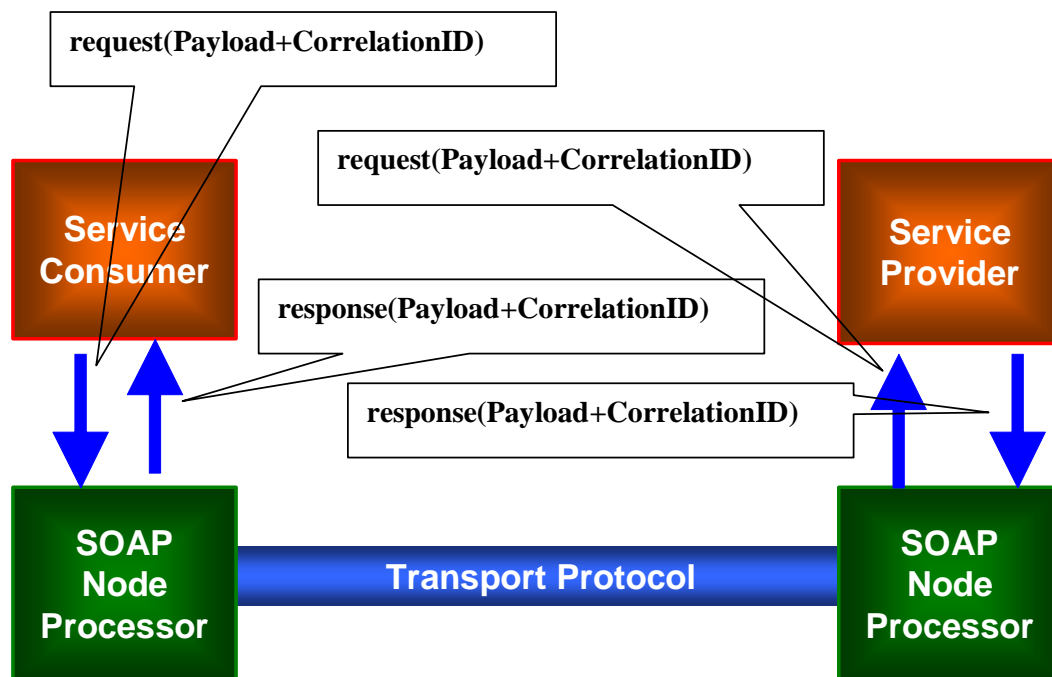 request(Payload+CorrelationID)
request(Payload+CorrelationID)
Service
Consumer
Service
Provider
response(Payload+CorrelationID)
response(Payload+CorrelationID)
SOAP
Node
Processor
Transport Protocol
SOAP
Node
Processor